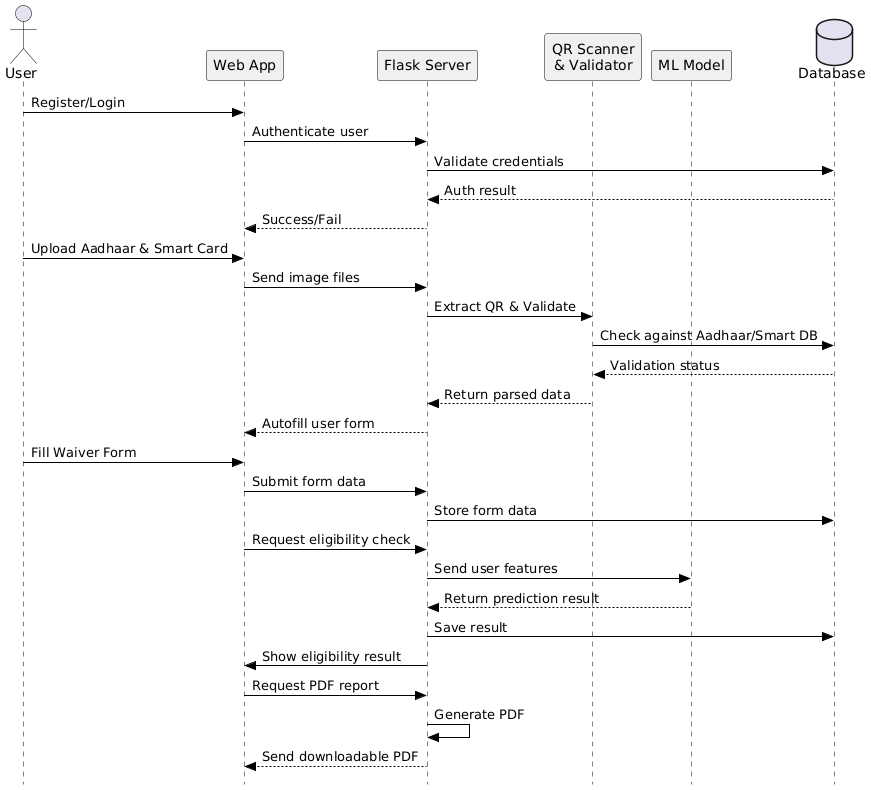 QR Scanner
& Validator
Web App
Flask Server
ML Model
User
Database
Register/Login
Authenticate user
Validate credentials
Auth result
Success/Fail
Upload Aadhaar & Smart Card
Send image files
Extract QR & Validate
Check against Aadhaar/Smart DB
Validation status
Return parsed data
Autofill user form
Fill Waiver Form
Submit form data
Store form data
Request eligibility check
Send user features
Return prediction result
Save result
Show eligibility result
Request PDF report
Generate PDF
Send downloadable PDF